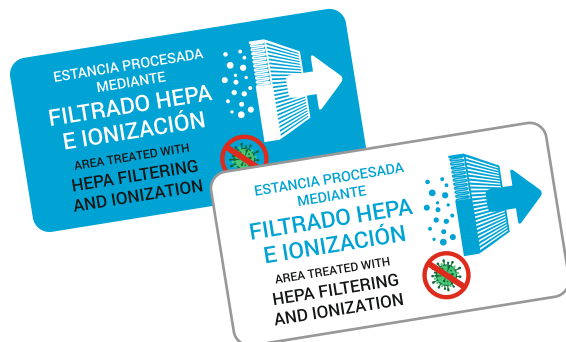 ESTANCIA PROCESADA
MEDIANTE
FILTRADO HEPA
E IONIZACIÓN
AREA TREATED WITH
HEPA FILTERING
AND IONIZATION
ESTANCIA PROCESADA
MEDIANTE
FILTRADO HEPA
E IONIZACIÓN
AREA TREATED WITH
HEPA FILTERING
AND IONIZATION